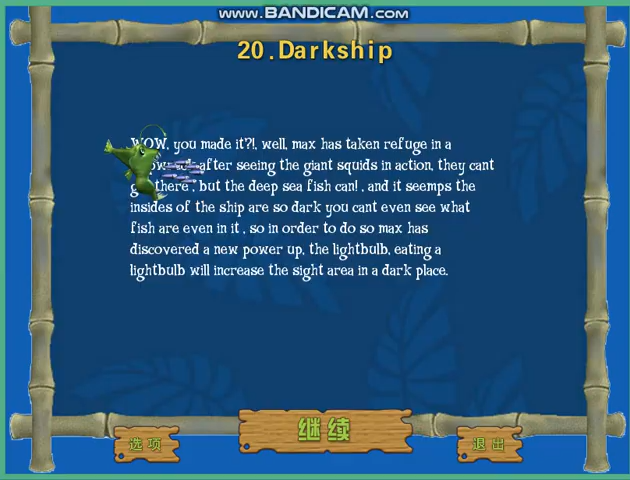 www.BANDICAM.com
20.Darkship
WOW, you made it?!, well, max has taken refuge in a
after seeing the giant squids in action, they cant
there , but the deep sea fish can! , and it seemps the
insides of the ship are so dark you cant even see what
fish are even in it , so in order to do so max has
discovered a new power up, the lightbulb, eating a
lightbulb will increase the sight area in a dark place.
继续
选项
退出